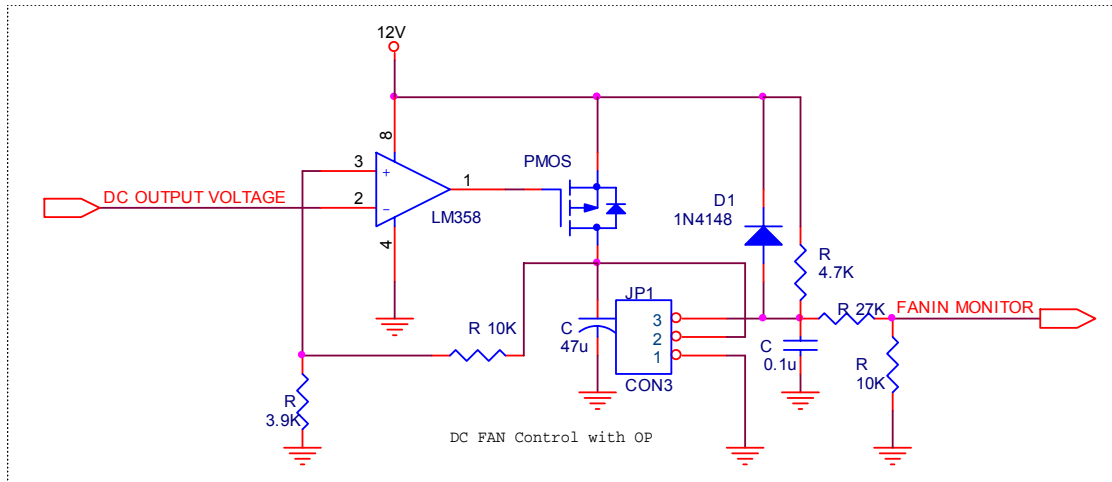 12V
8
PMOS
3
+
DC OUTPUT VOLTAGE
2
−
1
LM358
4
D1
1N4148
R
4.7K
JP1
R 27K
FANIN MONITOR
3
2
1
R 10K
C
47u
C
0.1u
R
10K
CON3
R
3.9K
DC FAN Control with OP